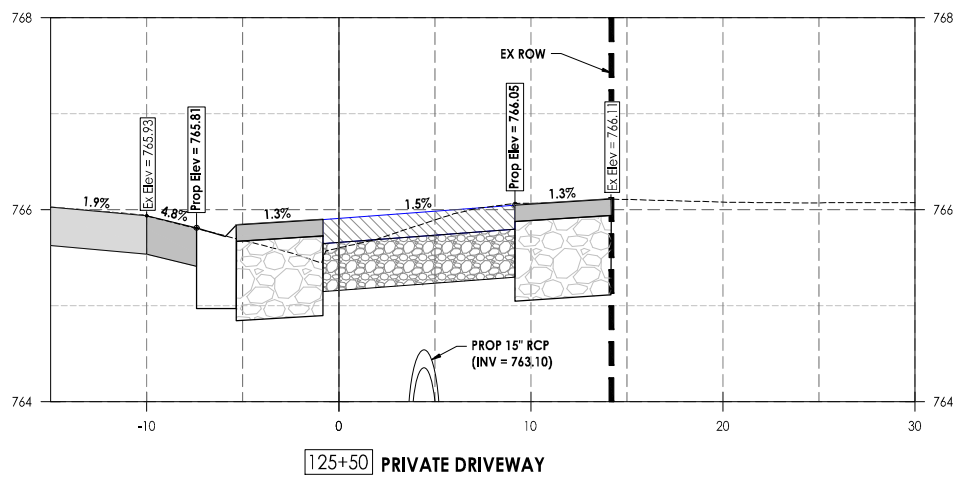 768
768
EX ROW
Ex Elev = 765.93
Prop Elev = 765.81
Prop Elev = 766.05
Ex Elev = 766.11
1.9%
4.8%
1.3%
1.5%
1.3%
766
766
PROP 15" RCP
(INV = 763.10)
764
764
-10
0
10
20
30
125+50 PRIVATE DRIVEWAY